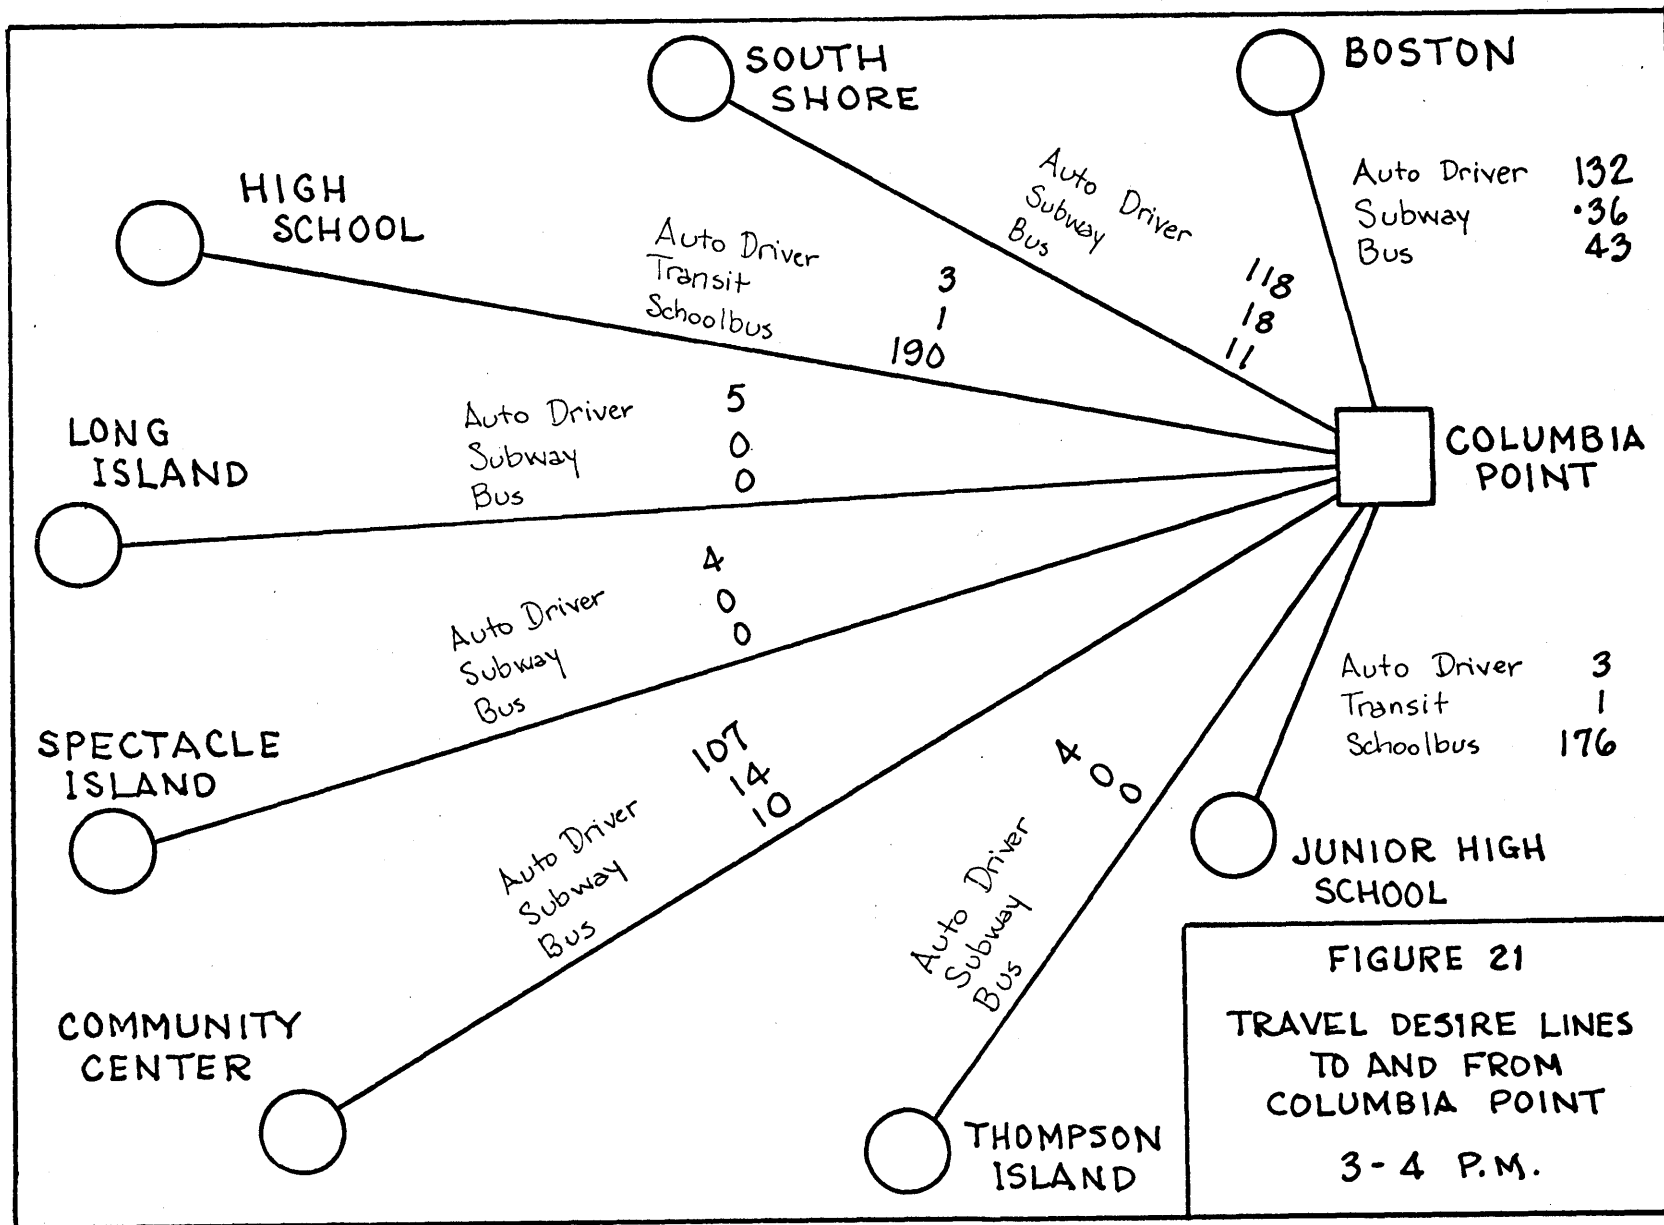 SOUTH
SHORE
BOSTON
Auto Driver 132
Subway ·36
Bus 43
Auto Driver 118
Subway 18
Bus 11
HIGH
SCHOOL
Auto Driver 3
Transit 1
Schoolbus 190
LONG
ISLAND
Auto Driver 5
Subway 0
Bus 0
COLUMBIA
POINT
SPECTACLE
ISLAND
Auto Driver 4
Subway 0
Bus 0
COMMUNITY
CENTER
Auto Driver 107
Subway 14
Bus 10
THOMPSON
ISLAND
Auto Driver 4
Subway 0
Bus 0
Auto Driver 3
Transit 1
Schoolbus 176
JUNIOR HIGH
SCHOOL
FIGURE 21
TRAVEL DESIRE LINES
TO AND FROM
COLUMBIA POINT
3-4 P.M.